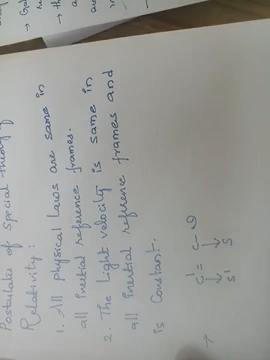 Postulates of Special theory of
Relativity:
1. All physical Laws are same in
all inertial reference frames.
2. The Light velocity is same in
all inertial reference frames and
is constant.
c' = c-v
↓ ↓
s' s
→
→